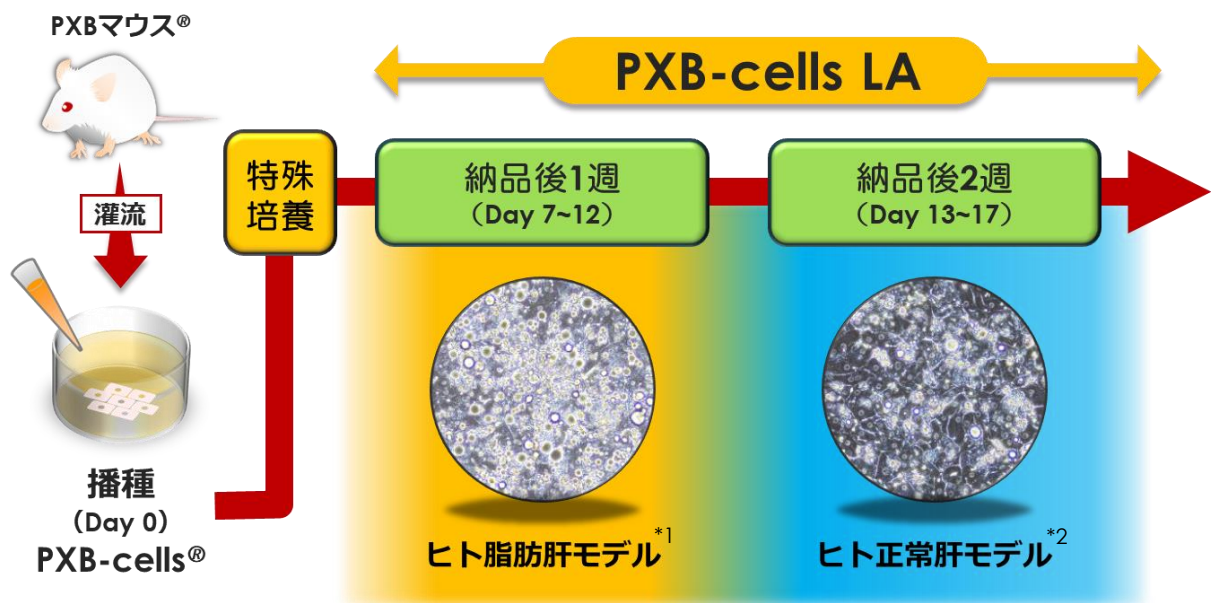 PXBマウス®
灌流
播種
(Day 0)
PXB-cells®
特殊
培養
PXB-cells LA
納品後1週
(Day 7~12)
ヒト脂肪肝モデル*1
納品後2週
(Day 13~17)
ヒト正常肝モデル*2